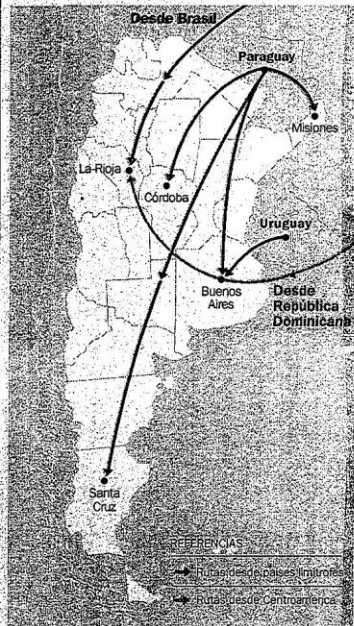 Desde Brasil
Paraguay
Misiones
La Rioja
Córdoba
Uruguay
Buenos
Aires
Desde
República
Dominicana
Santa
Cruz
REFERENCIAS
Rutas desde países limítrofes
Rutas desde Centroamérica